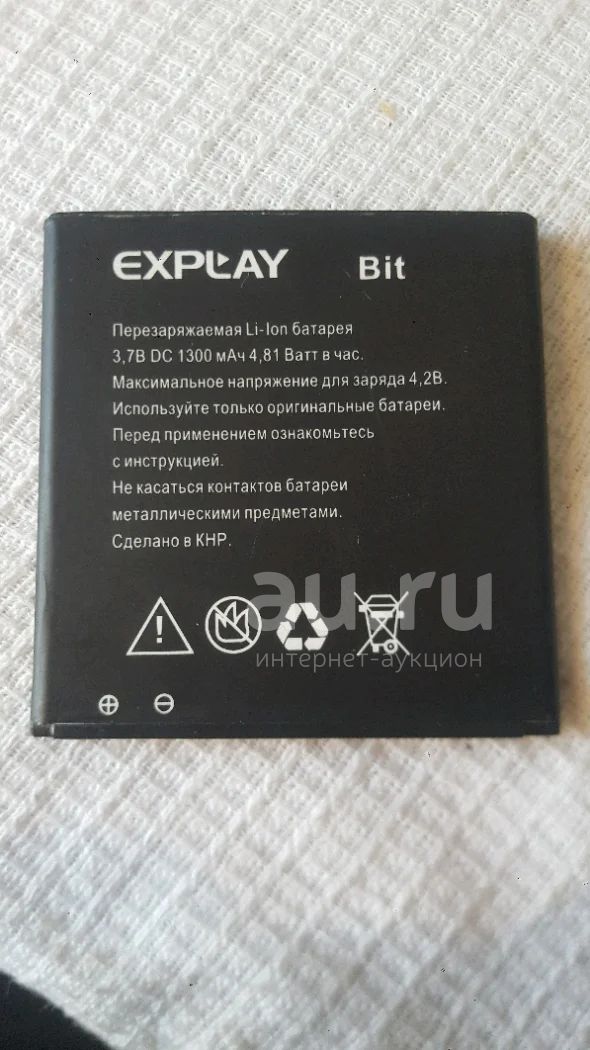 EXPLAY Bit
Перезаряжаемая Li-Ion батарея
3,7В DC 1300 мАч 4,81 Ватт в час.
Максимальное напряжение для заряда 4,2В.
Используйте только оригинальные батареи.
Перед применением ознакомьтесь
с инструкцией.
Не касаться контактов батареи
металлическими предметами.
Сделано в КНР.
au.ru
интернет-аукцион